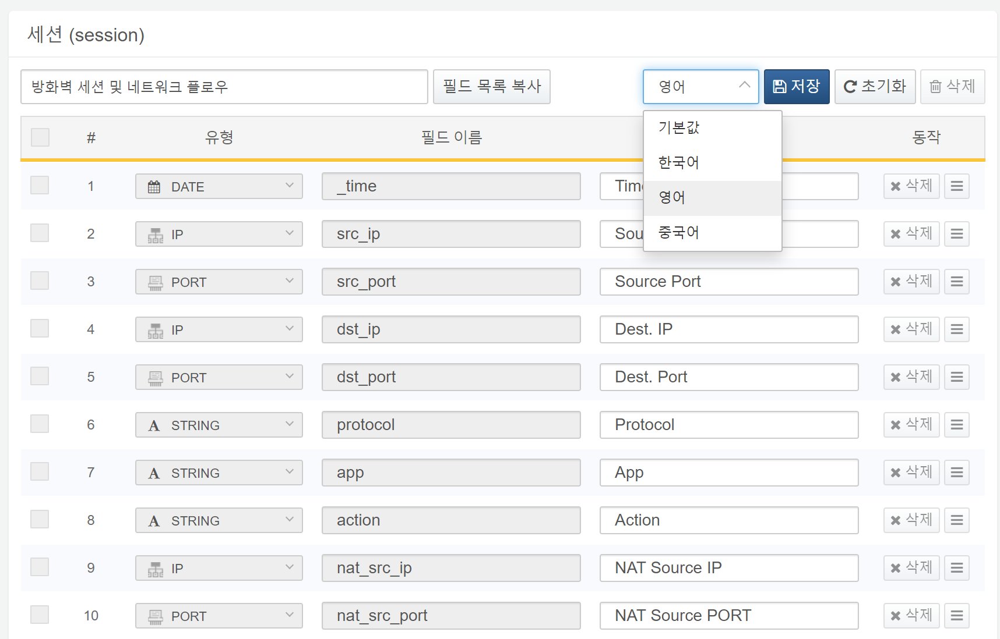 세션 (session)
방화벽 세션 및 네트워크 플로우 필드 목록 복사 영어 저장 초기화 삭제
기본값
한국어
영어
중국어
# 유형 필드 이름 동작
1 DATE _time 삭제
2 IP src_ip 삭제
3 PORT src_port Source Port 삭제
4 IP dst_ip Dest. IP 삭제
5 PORT dst_port Dest. Port 삭제
6 STRING protocol Protocol 삭제
7 STRING app App 삭제
8 STRING action Action 삭제
9 IP nat_src_ip NAT Source IP 삭제
10 PORT nat_src_port NAT Source PORT 삭제